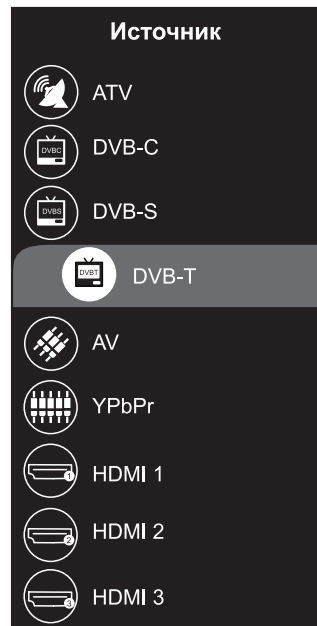 Источник
ATV
DVBC
DVB-C
DVBS
DVB-S
DVBT
DVB-T
AV
YPbPr
1
HDMI 1
2
HDMI 2
3
HDMI 3